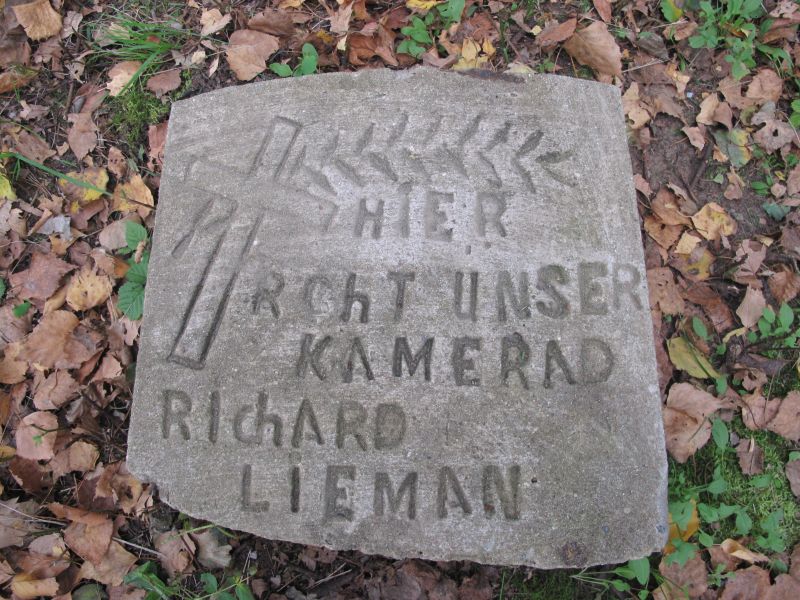 HIER
RChT UNSER
KAMERAD
RIchARD
LIEMAN